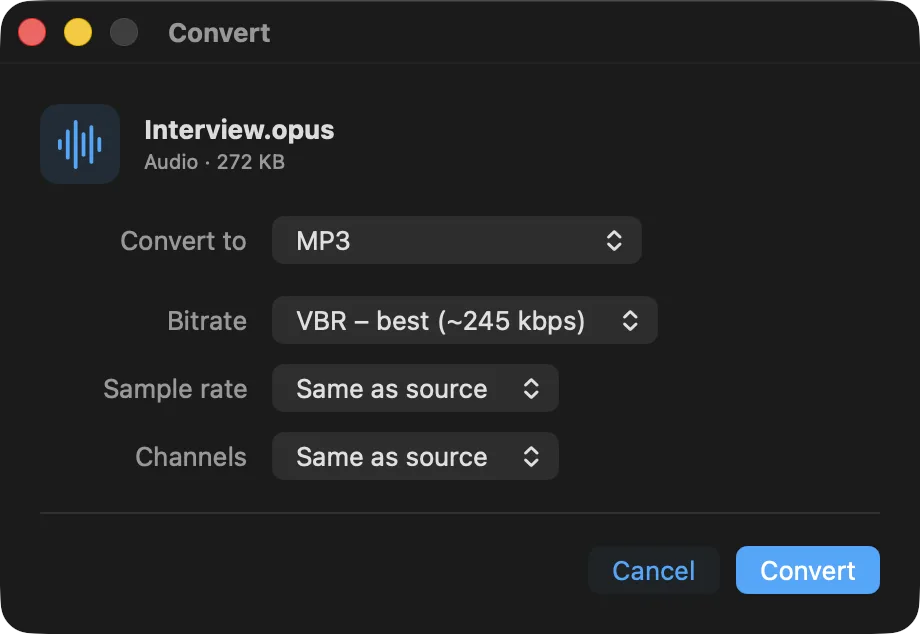 Convert
Interview.opus
Audio · 272 KB
Convert to MP3
Bitrate VBR – best (~245 kbps)
Sample rate Same as source
Channels Same as source
Cancel Convert